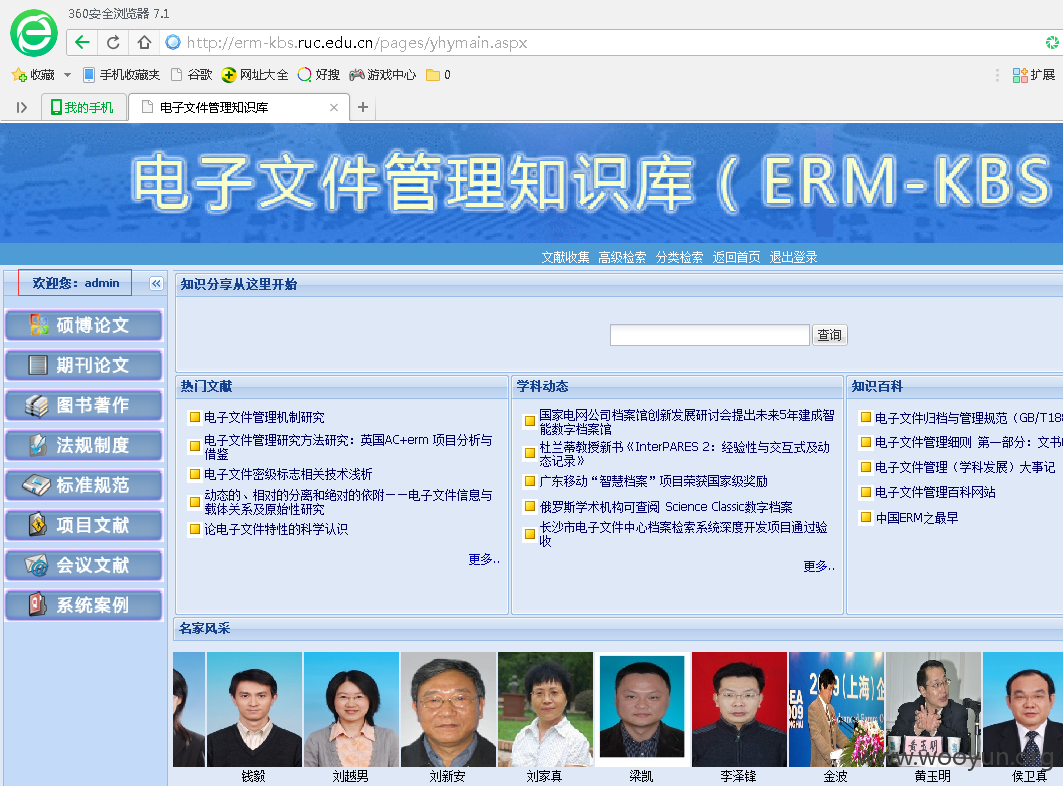 360安全浏览器 7.1
http://erm-kbs.ruc.edu.cn/pages/yhymain.aspx
收藏 手机收藏夹 谷歌 网址大全 好搜 游戏中心 0 扩展
我的手机 电子文件管理知识库
电子文件管理知识库（ERM-KBS
文献收集 高级检索 分类检索 返回首页 退出登录
欢迎您：admin
硕博论文
期刊论文
图书著作
法规制度
标准规范
项目文献
会议文献
系统案例
知识分享从这里开始
查询
热门文献
电子文件管理机制研究
电子文件管理研究方法研究：英国AC+erm 项目分析与
借鉴
电子文件密级标志相关技术浅析
动态的、相对的分离和绝对的依附－－电子文件信息与
载体关系及原始性研究
论电子文件特性的科学认识
更多..
学科动态
国家电网公司档案馆创新发展研讨会提出未来5年建成智
能数字档案馆
杜兰蒂教授新书《InterPARES 2：经验性与交互式及动
态记录》
广东移动“智慧档案”项目荣获国家级奖励
俄罗斯学术机构可查阅 Science Classic数字档案
长沙市电子文件中心档案检索系统深度开发项目通过验
收
更多..
知识百科
电子文件归档与管理规范（GB/T188
电子文件管理细则 第一部分：文书
电子文件管理（学科发展）大事记
电子文件管理百科网站
中国ERM之最早
名家风采
钱毅 刘越男 刘新安 刘家真 梁凯 李泽锋 金波 黄玉明 侯卫真
www.wooyun.org